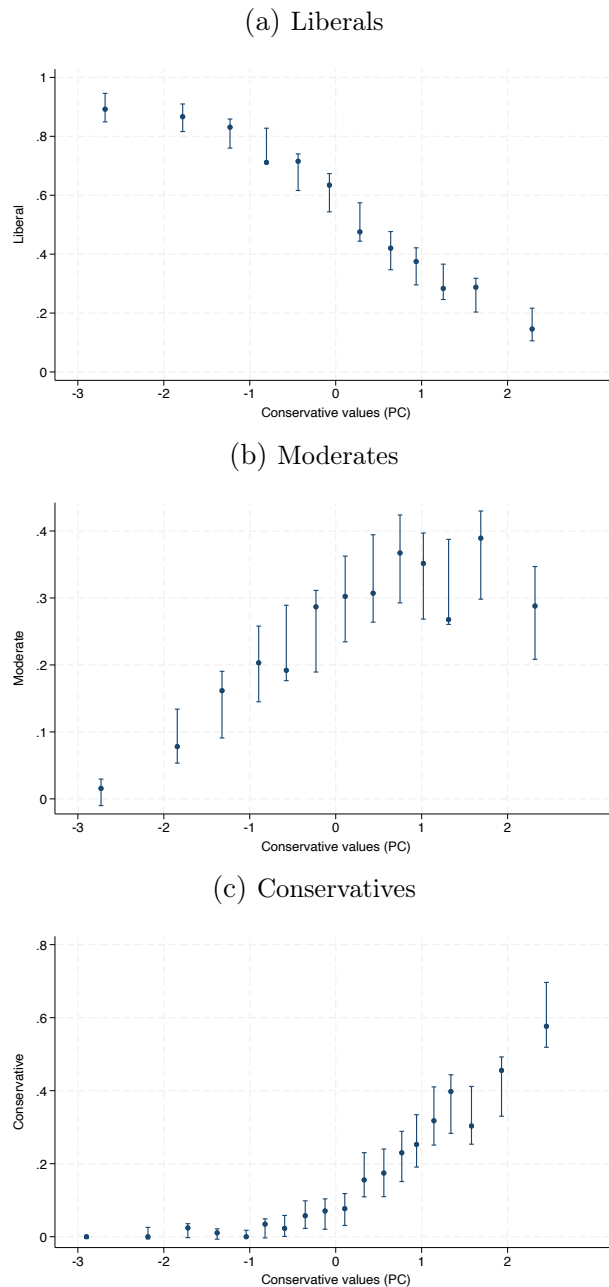 (a) Liberals
1
.8
.6
.4
.2
0
Liberal
-3 -2 -1 0 1 2
Conservative values (PC)
(b) Moderates
.4
.3
.2
.1
0
Moderate
-3 -2 -1 0 1 2
Conservative values (PC)
(c) Conservatives
.8
.6
.4
.2
0
Conservative
-3 -2 -1 0 1 2
Conservative values (PC)